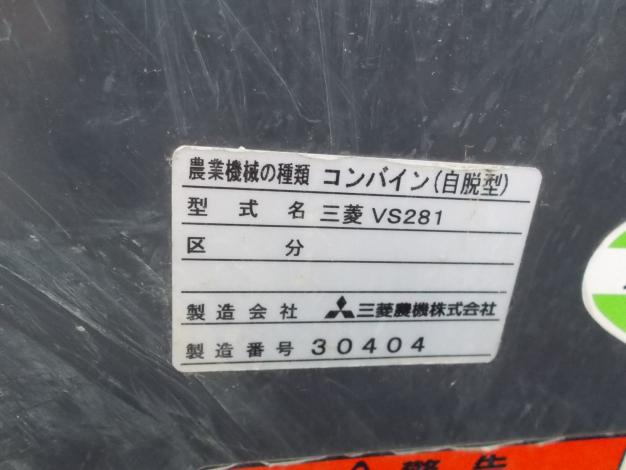 農業機械の種類 コンバイン(自脱型)
型式名 三菱 VS281
区分
製造会社 三菱農機株式会社
製造番号 30404
警告